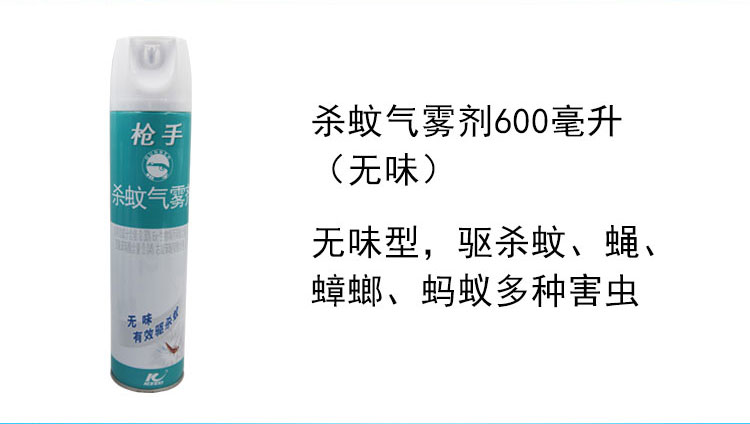 枪手
杀蚊气雾剂
无味
有效驱杀蚊
杀蚊气雾剂600毫升
（无味）
无味型，驱杀蚊、蝇、
蟑螂、蚂蚁多种害虫